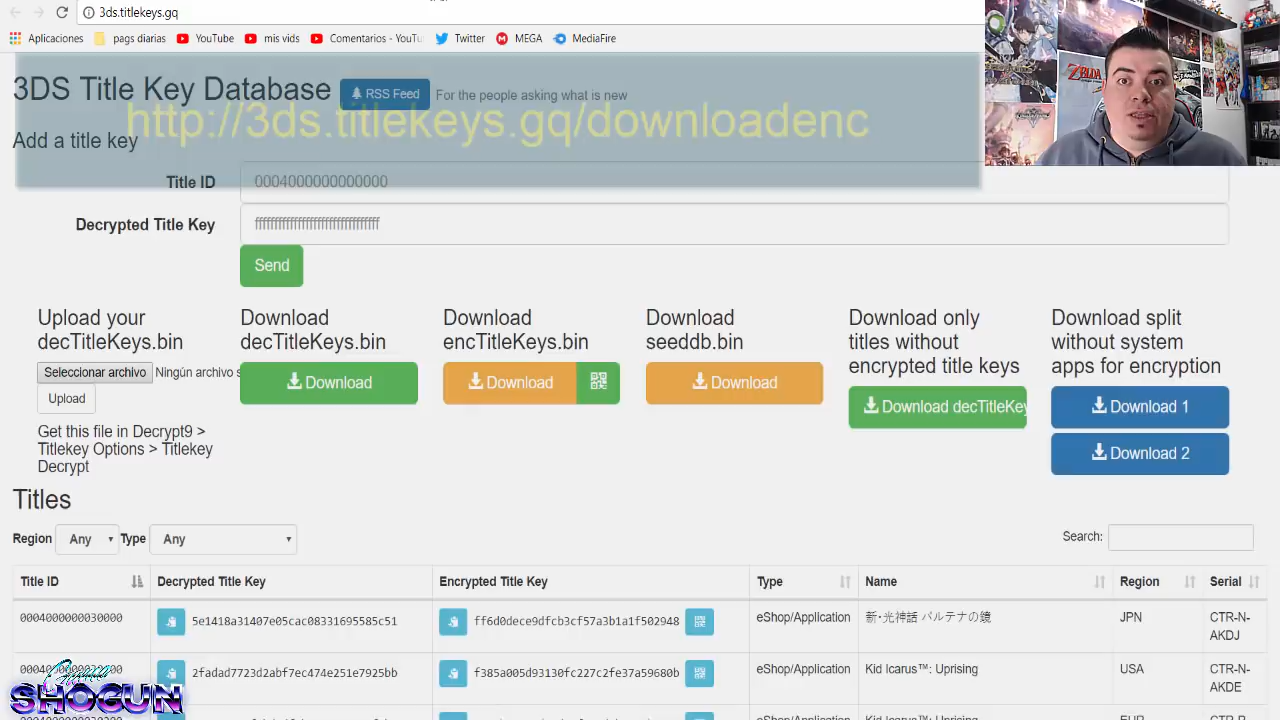 3ds.titlekeys.gq
Aplicaciones pags diarias YouTube mis vids Comentarios - YouTu Twitter MEGA MediaFire
3DS Title Key Database RSS Feed For the people asking what is new
http://3ds.titlekeys.gq/downloadenc
Add a title key
Title ID 0004000000000000
Decrypted Title Key ffffffffffffffffffffffffffffffff
Send
Upload your
decTitleKeys.bin
Seleccionar archivo Ningún archivo s
Upload
Get this file in Decrypt9 >
Titlekey Options > Titlekey
Decrypt
Download
decTitleKeys.bin
Download
Download
encTitleKeys.bin
Download
Download
seeddb.bin
Download
Download only
titles without
encrypted title keys
Download decTitleKey
Download split
without system
apps for encryption
Download 1
Download 2
Titles
Region Any Type Any Search:
Title ID Decrypted Title Key Encrypted Title Key Type Name Region Serial
0004000000030000 5e1418a31407e05cac08331695585c51 ff6d0dece9dfcb3cf57a3b1a1f502948 eShop/Application 新・光神話 パルテナの鏡 JPN CTR-N-
AKDJ
2fadad7723d2abf7ec474e251e7925bb f385a005d93130fc227c2fe37a59680b eShop/Application Kid Icarus™: Uprising USA CTR-N-
AKDE
SHOGUN
ZELDA